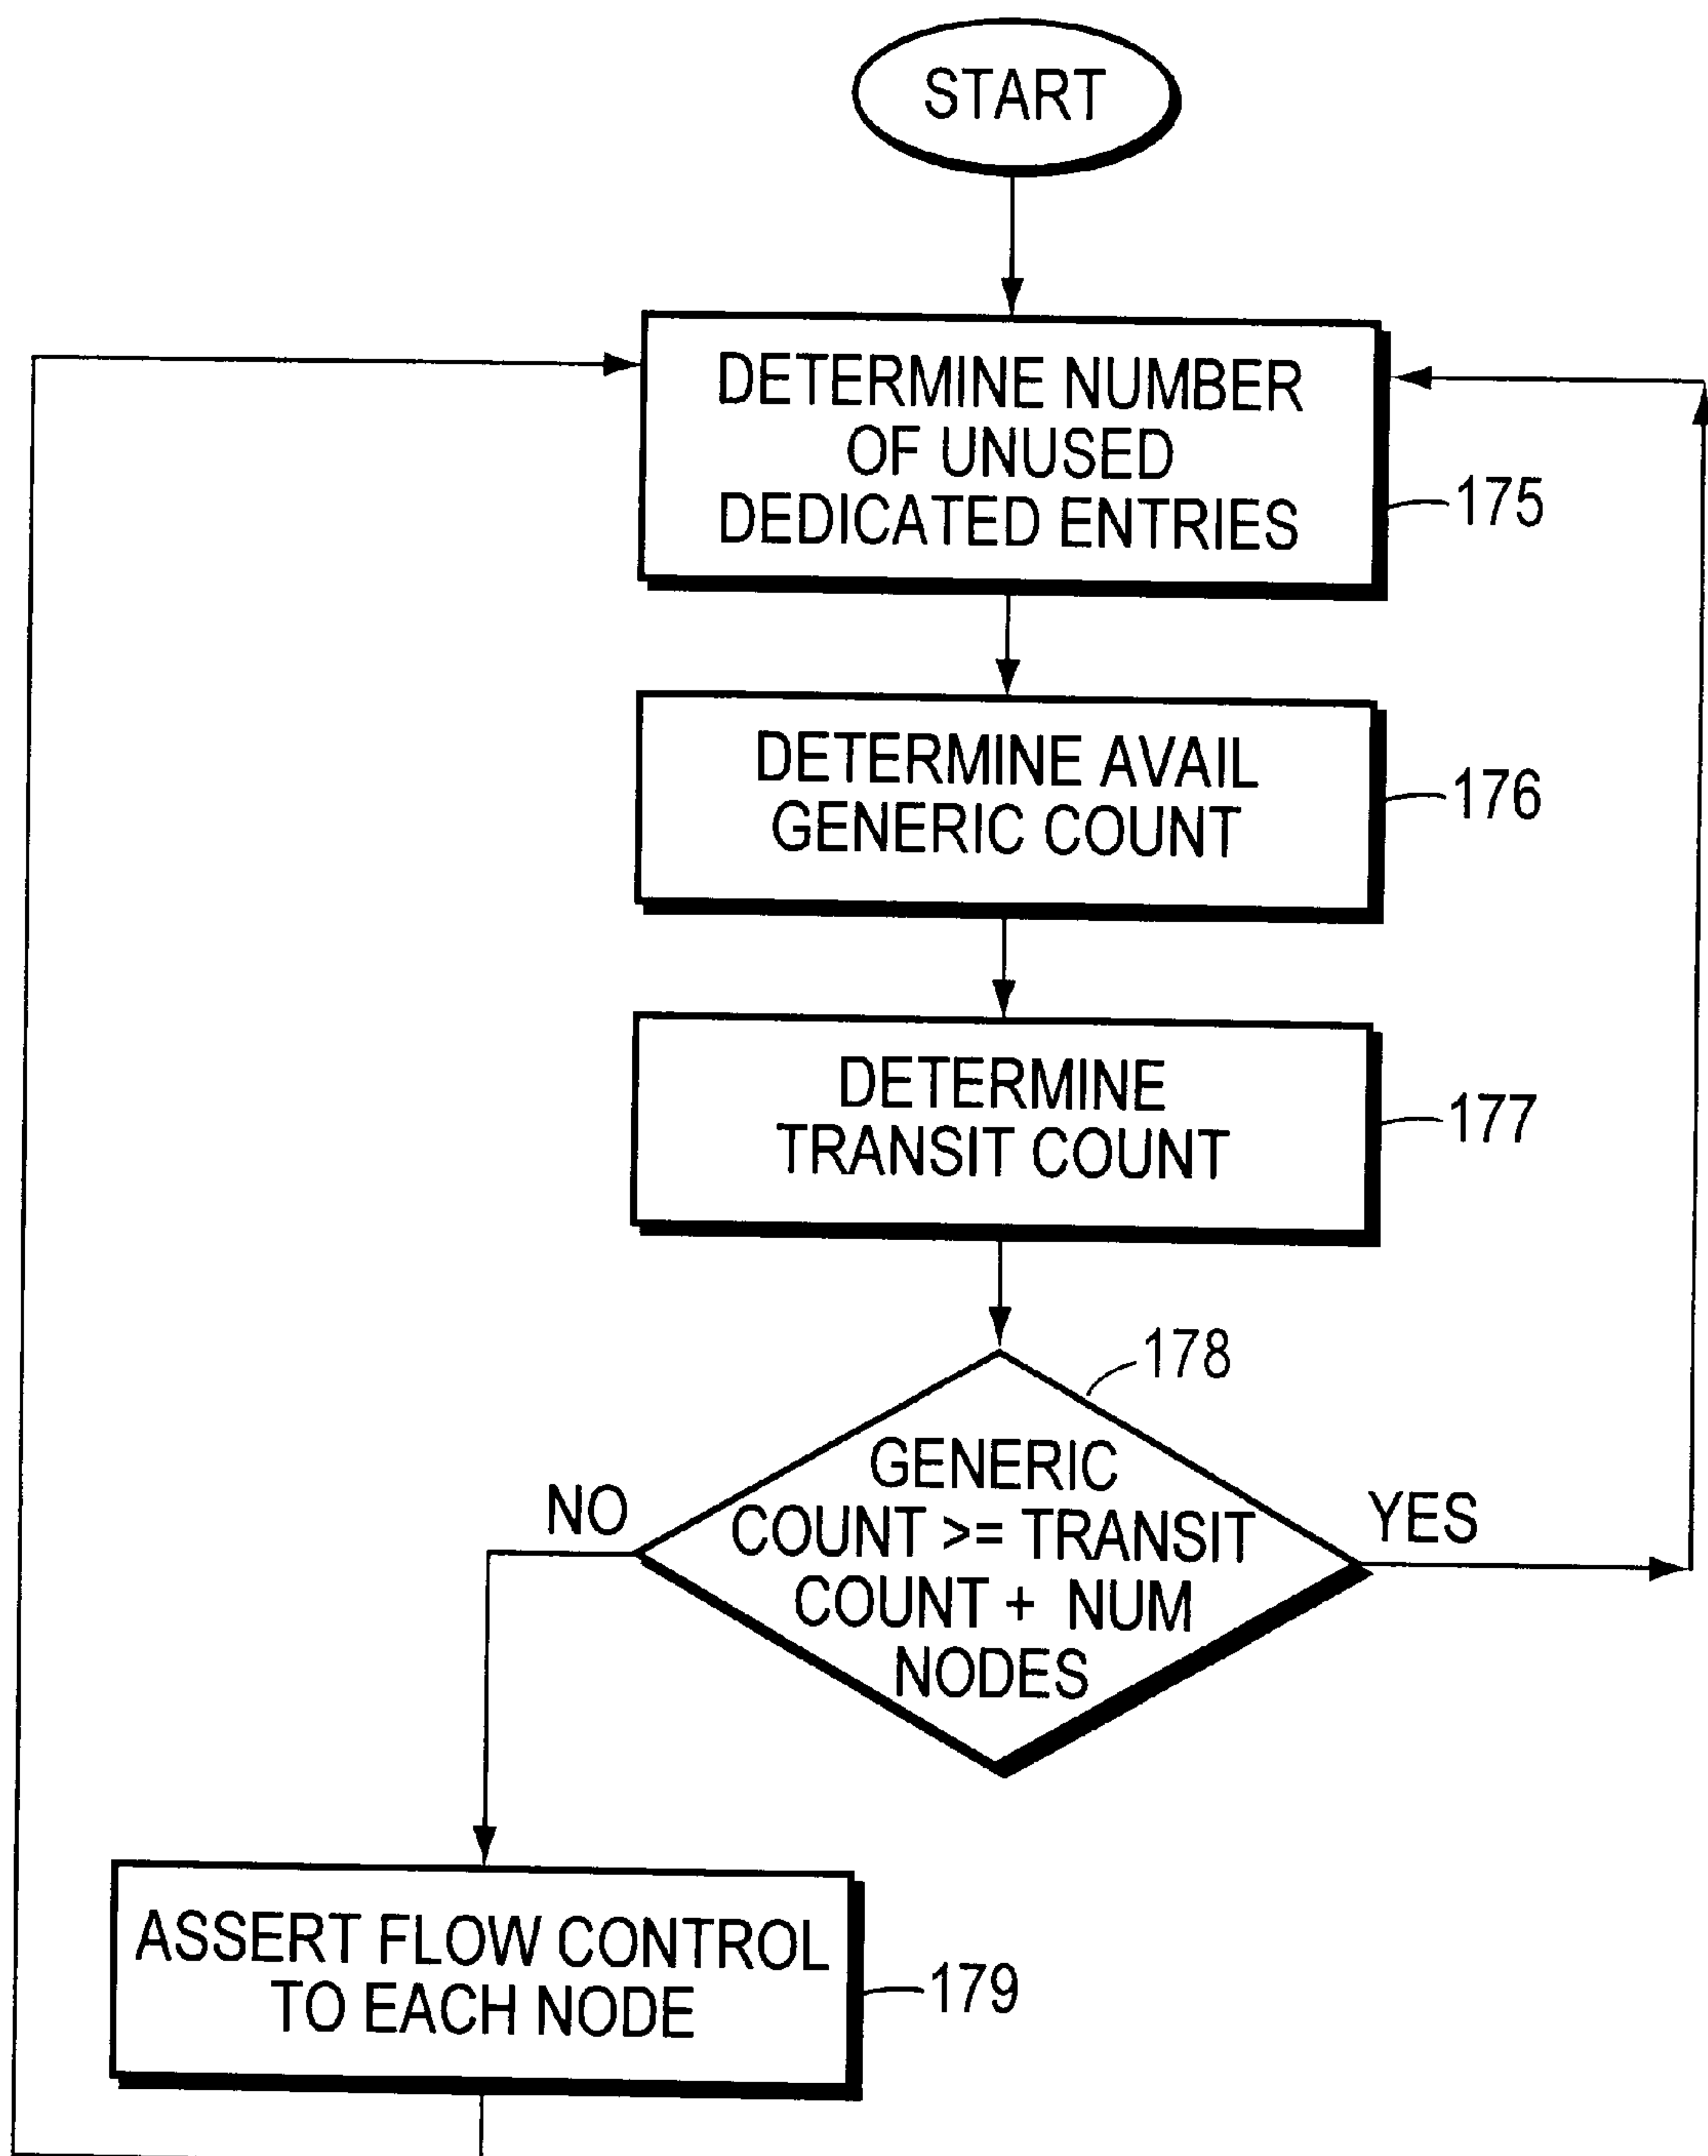 START
DETERMINE NUMBER
OF UNUSED
DEDICATED ENTRIES
175
DETERMINE AVAIL
GENERIC COUNT
176
DETERMINE
TRANSIT COUNT
177
178
GENERIC
COUNT >= TRANSIT
COUNT + NUM
NODES
NO
YES
ASSERT FLOW CONTROL
TO EACH NODE
179